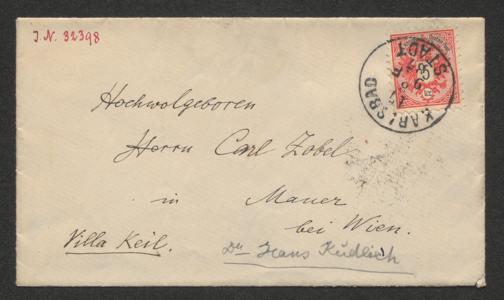 J. N. 32398
KARLSBAD
STADT
Hochwolgeboren
Herrn Carl Zobel
in Mauer
bei Wien.
Villa Keil.
Dr Hans Kudlich